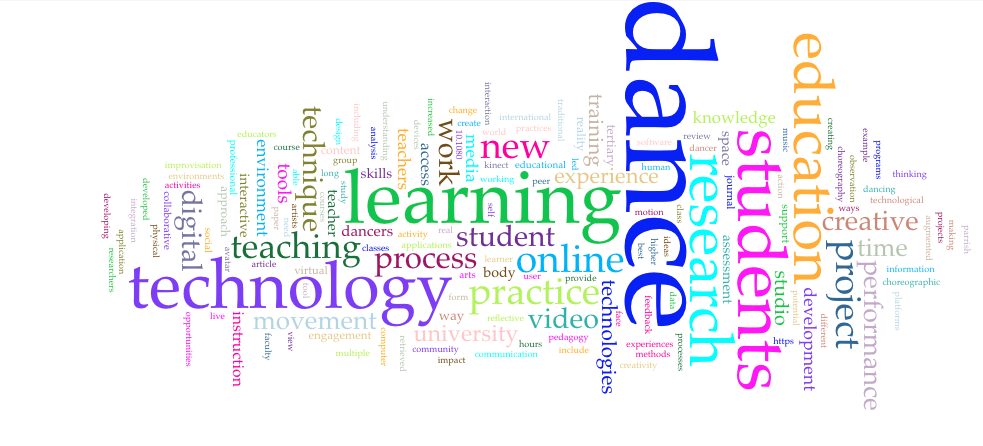 dance
education
learning
technology
students
research
online
student
teaching
process
practice
new
work
technique
digital
project
creative
time
performance
technologies
video
university
movement
experience
knowledge
training
studio
body
way
dancers
skills
teachers
access
media
tools
environment
interactive
instruction
development
assessment
space
journal
support
content
teacher
artists
virtual
engagement
approach
professional
educators
course
design
including
group
analysis
understanding
devices
increased
change
create
10.1080
interaction
international
world
practices
traditional
reality
tertiary
software
kinect
educational
led
working
peer
human
review
dancer
music
creating
action
choreography
observation
example
programs
thinking
dancing
technological
ways
augmented
projects
making
partials
information
choreographic
platforms
potential
different
https
data
ideas
higher
best
motion
class
feedback
face
experiences
methods
processes
creativity
include
pedagogy
provide
user
hours
communication
community
impact
reflective
form
arts
learner
real
self
activity
applications
classes
long
study
able
paper
article
avatar
social
tool
view
faculty
live
opportunities
multiple
computer
retrieved
improvisation
environments
activities
collaborative
developed
physical
integration
developing
application
researchers